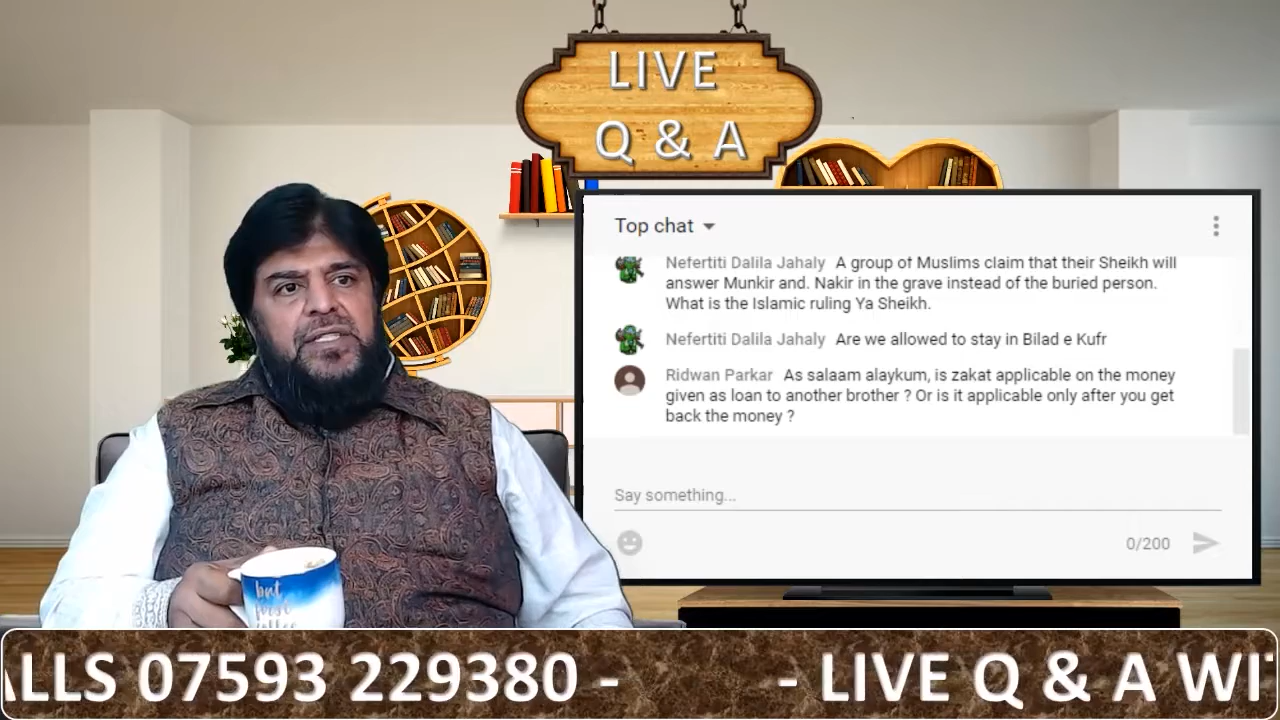 LIVE
Q & A
Top chat
Nefertiti Dalila Jahaly A group of Muslims claim that their Sheikh will
answer Munkir and. Nakir in the grave instead of the buried person.
What is the Islamic ruling Ya Sheikh.
Nefertiti Dalila Jahaly Are we allowed to stay in Bilad e Kufr
Ridwan Parkar As salaam alaykum, is zakat applicable on the money
given as loan to another brother ? Or is it applicable only after you get
back the money ?
Say something...
0/200
but
first
ALLS 07593 229380 - - LIVE Q & A WIT